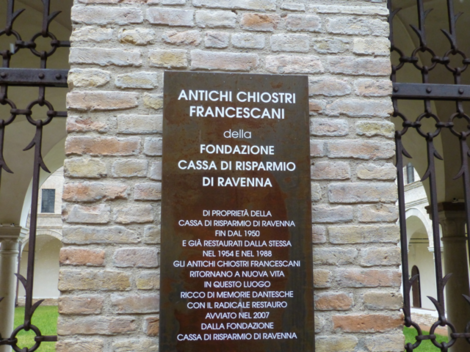 ANTICHI CHIOSTRI
FRANCESCANI
della
FONDAZIONE
CASSA DI RISPARMIO
DI RAVENNA
DI PROPRIETÀ DELLA
CASSA DI RISPARMIO DI RAVENNA
FIN DAL 1950
E GIÀ RESTAURATI DALLA STESSA
NEL 1954 E NEL 1988
GLI ANTICHI CHIOSTRI FRANCESCANI
RITORNANO A NUOVA VITA
IN QUESTO LUOGO
RICCO DI MEMORIE DANTESCHE
CON IL RADICALE RESTAURO
AVVIATO NEL 2007
DALLA FONDAZIONE
CASSA DI RISPARMIO DI RAVENNA